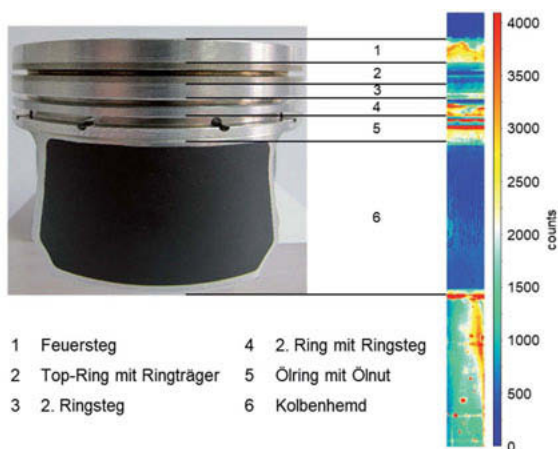 1
2
3
4
5
6
4000
3500
3000
2500
2000
1500
1000
500
0
counts
1 Feuersteg
2 Top-Ring mit Ringträger
3 2. Ringsteg
4 2. Ring mit Ringsteg
5 Ölring mit Ölnut
6 Kolbenhemd